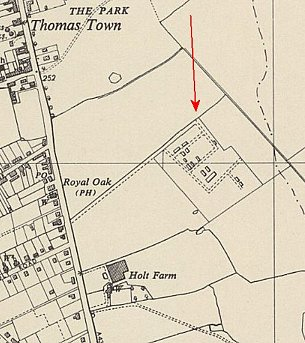 THE PARK
Thomas Town
252
Royal Oak
(PH)
Holt Farm